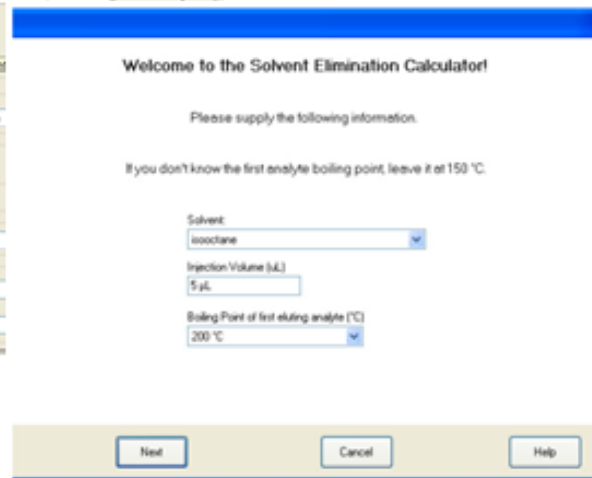 Welcome to the Solvent Elimination Calculator!
Please supply the following information.
If you don't know the first analyte boiling point, leave it at 150 °C.
Solvent:
isooctane
Injection Volume (uL)
5 µL
Boiling Point of first eluting analyte (°C)
200 °C
Next Cancel Help